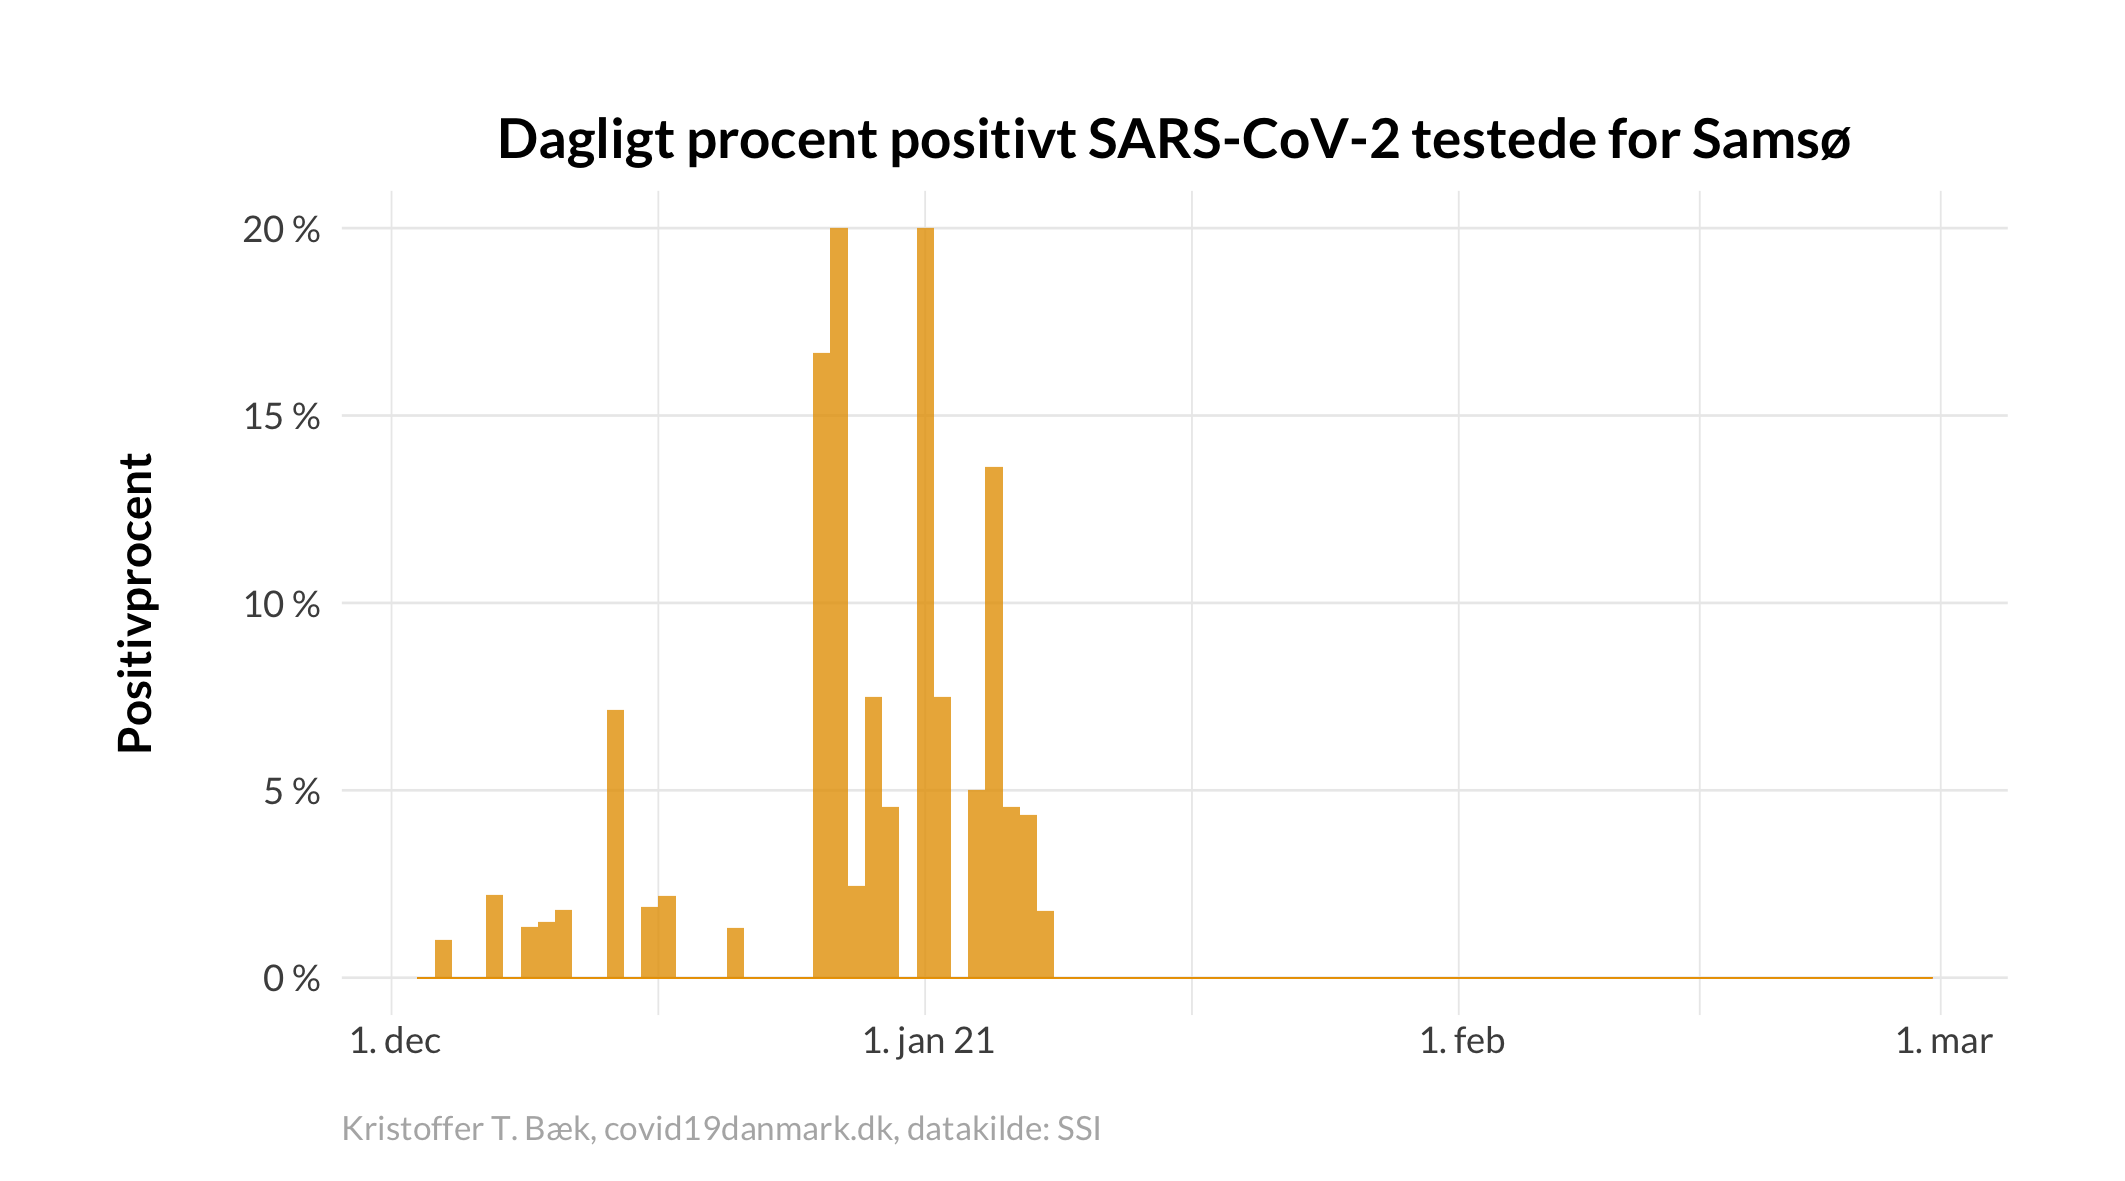 Dagligt procent positivt SARS-CoV-2 testede for Samsø
Positivprocent
20 %
15 %
10 %
5 %
0 %
1. dec
1. jan 21
1. feb
1. mar
Kristoffer T. Bæk, covid19danmark.dk, datakilde: SSI